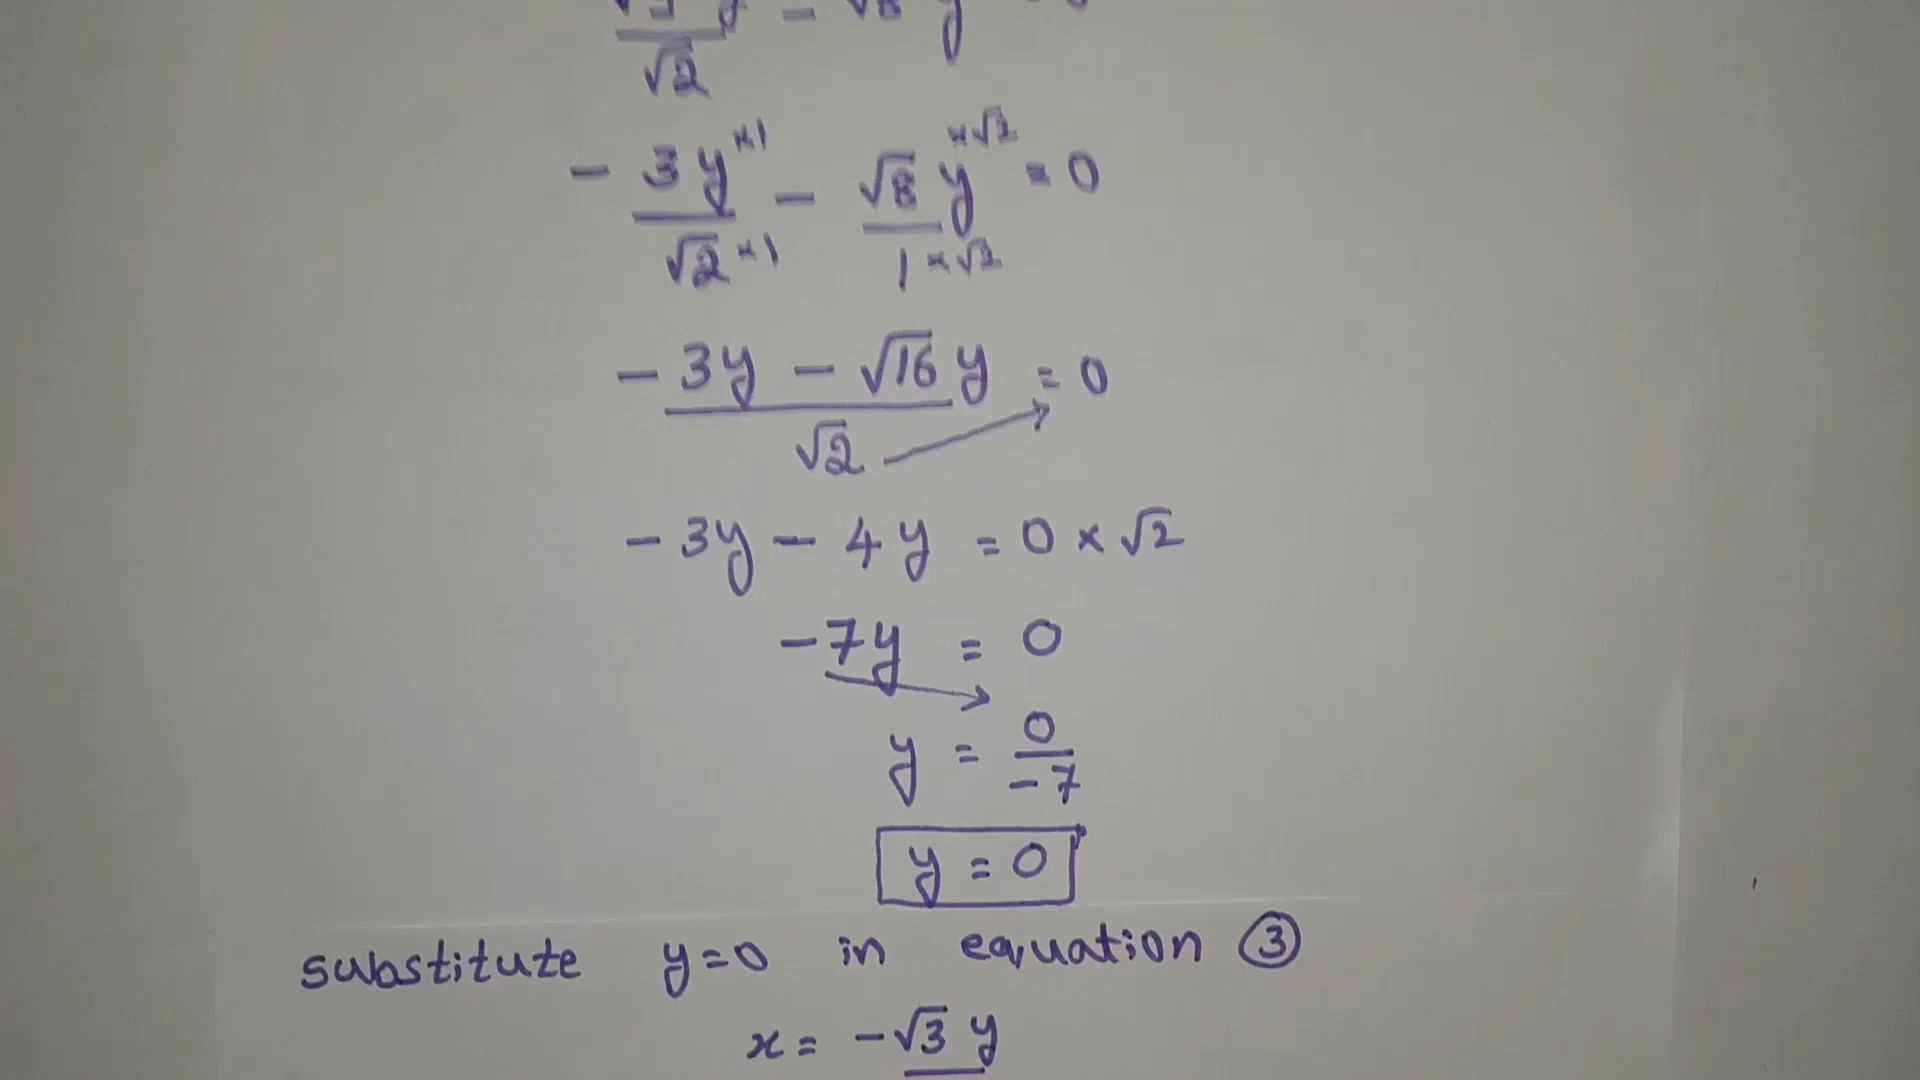 √2
- 3y×1 - √8 y×√2 = 0
√2×1 1×√2
- 3y - √16 y = 0
√2
- 3y - 4y = 0 × √2
- 7y = 0
y = 0
- 7
y = 0
substitute y=0 in equation ③
x = - √3 y